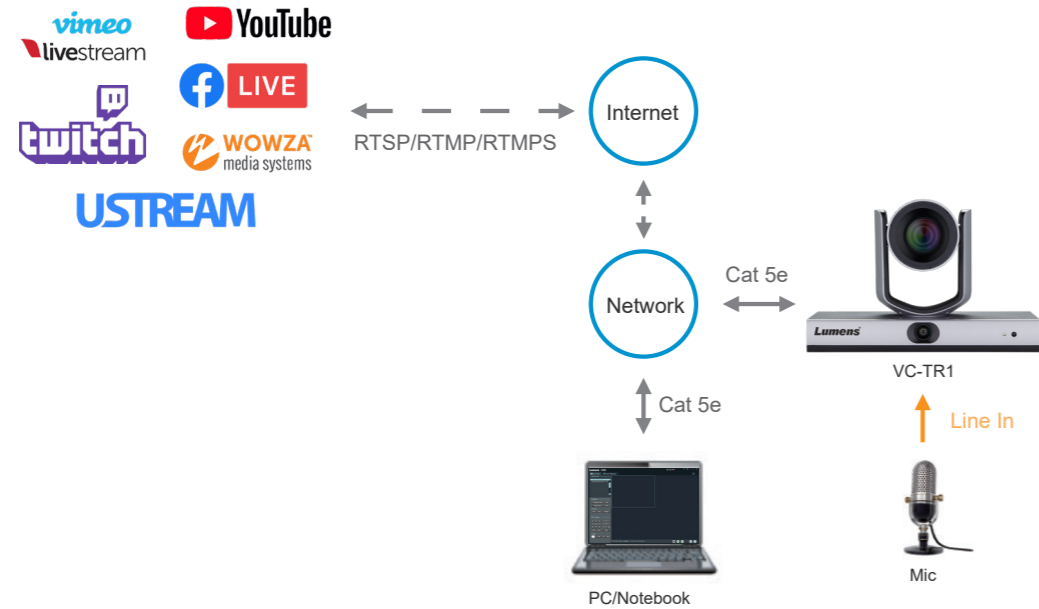 vimeo
livestream
YouTube
LIVE
twitch
WOWZA
media systems
USTREAM
RTSP/RTMP/RTMPS
Internet
Network
Cat 5e
Lumens
VC-TR1
Cat 5e
Line In
PC/Notebook
Mic